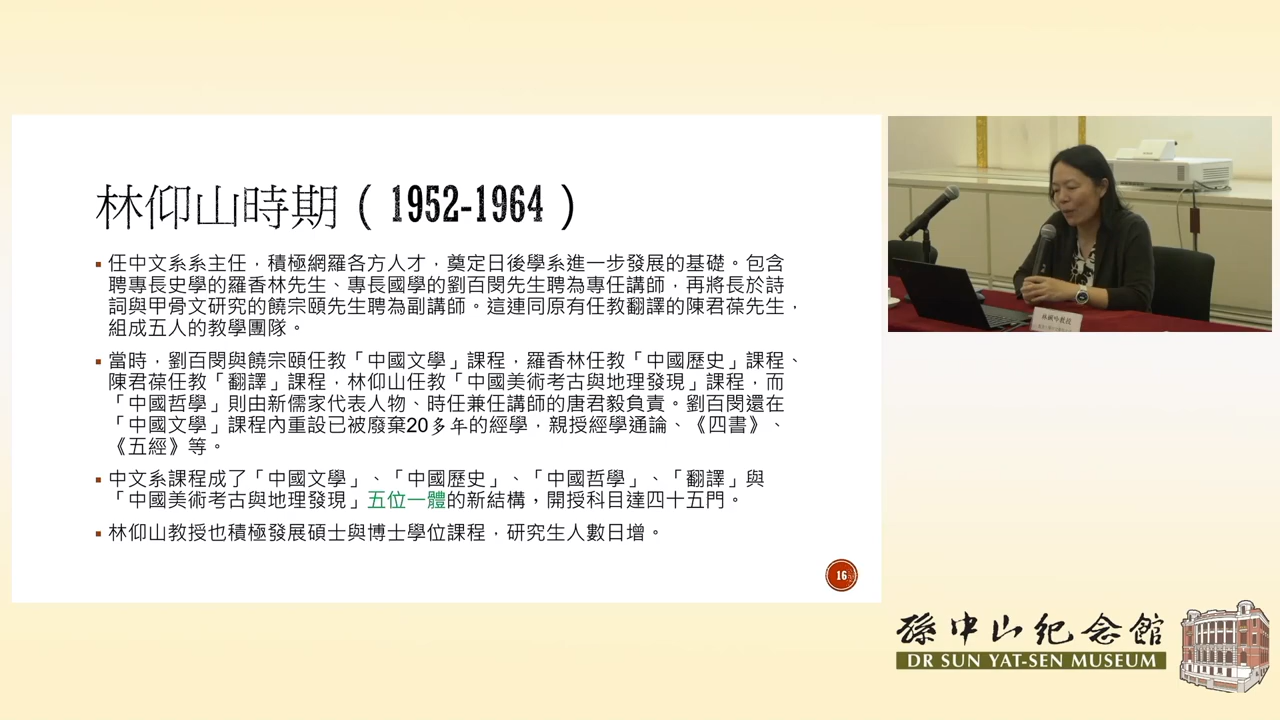 林仰山時期（1952-1964）
▪ 任中文系系主任，積極網羅各方人才，奠定日後學系進一步發展的基礎。包含
聘專長史學的羅香林先生、專長國學的劉百閔先生聘為專任講師，再將長於詩
詞與甲骨文研究的饒宗頤先生聘為副講師。這連同原有任教翻譯的陳君葆先生，
組成五人的教學團隊。
▪ 當時，劉百閔與饒宗頤任教「中國文學」課程，羅香林任教「中國歷史」課程、
陳君葆任教「翻譯」課程，林仰山任教「中國美術考古與地理發現」課程，而
「中國哲學」則由新儒家代表人物、時任兼任講師的唐君毅負責。劉百閔還在
「中國文學」課程內重設已被廢棄20多年的經學，親授經學通論、《四書》、
《五經》等。
▪ 中文系課程成了「中國文學」、「中國歷史」、「中國哲學」、「翻譯」與
「中國美術考古與地理發現」五位一體的新結構，開授科目達四十五門。
▪ 林仰山教授也積極發展碩士與博士學位課程，研究生人數日增。
16
孫中山紀念館
DR SUN YAT-SEN MUSEUM